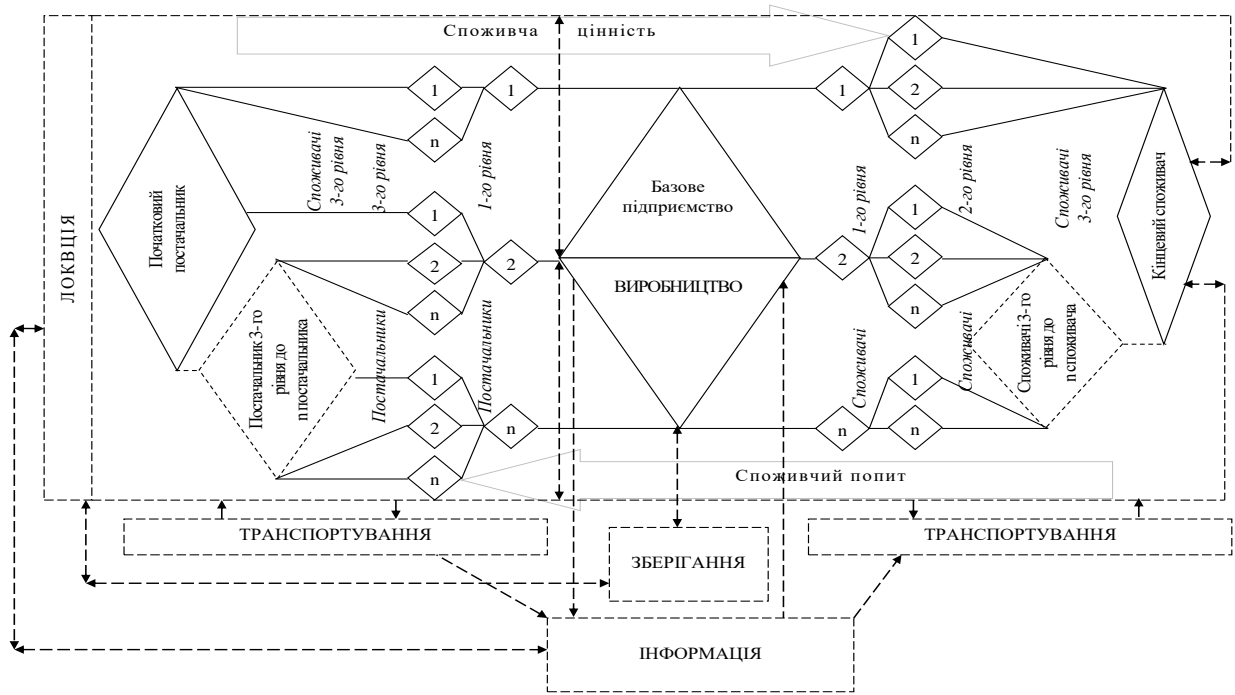 Споживча цінність
ЛОКВЦІЯ
Початковий
постачальник
Постачальник 3-го
рівня до
n постачальника
Споживачі
3-го рівня
3-го рівня
1-го рівня
Постачальники
Постачальники
1
n
1
1
2
n
2
1
2
n
n
Базове
підприємство
ВИРОБНИЦТВО
1
1
2
n
2
1
2
n
n
1
n
1-го рівня
2-го рівня
Споживачі
3-го рівня
Споживачі
Споживачі
Споживачі 3-го
рівня до
n споживача
Кінцевий споживач
Споживчий попит
ТРАНСПОРТУВАННЯ
ТРАНСПОРТУВАННЯ
ЗБЕРІГАННЯ
ІНФОРМАЦІЯ